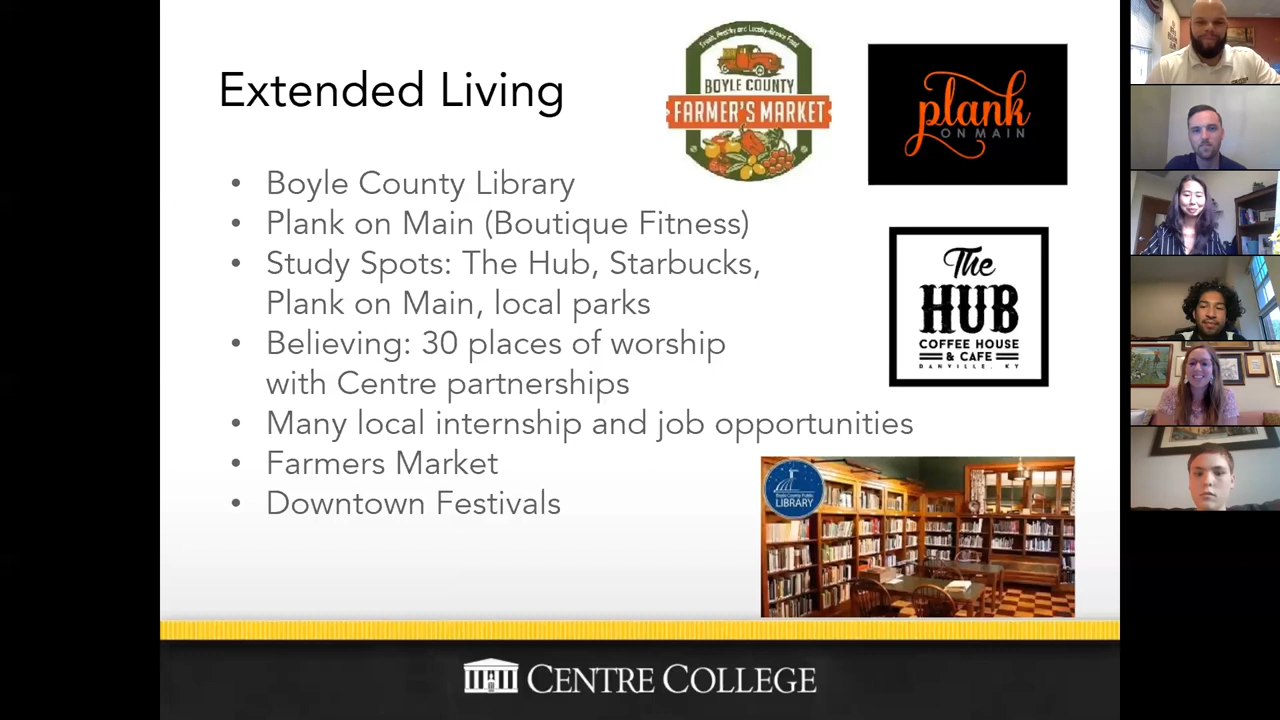 Extended Living
Fresh, Healthy and Locally-Grown Food
BOYLE COUNTY
FARMER'S MARKET
plank
ON MAIN
• Boyle County Library
• Plank on Main (Boutique Fitness)
• Study Spots: The Hub, Starbucks,
Plank on Main, local parks
• Believing: 30 places of worship
with Centre partnerships
• Many local internship and job opportunities
• Farmers Market
• Downtown Festivals
The
HUB
COFFEE HOUSE
& CAFE
DANVILLE, KY
Boyle County Public
LIBRARY
CENTRE COLLEGE